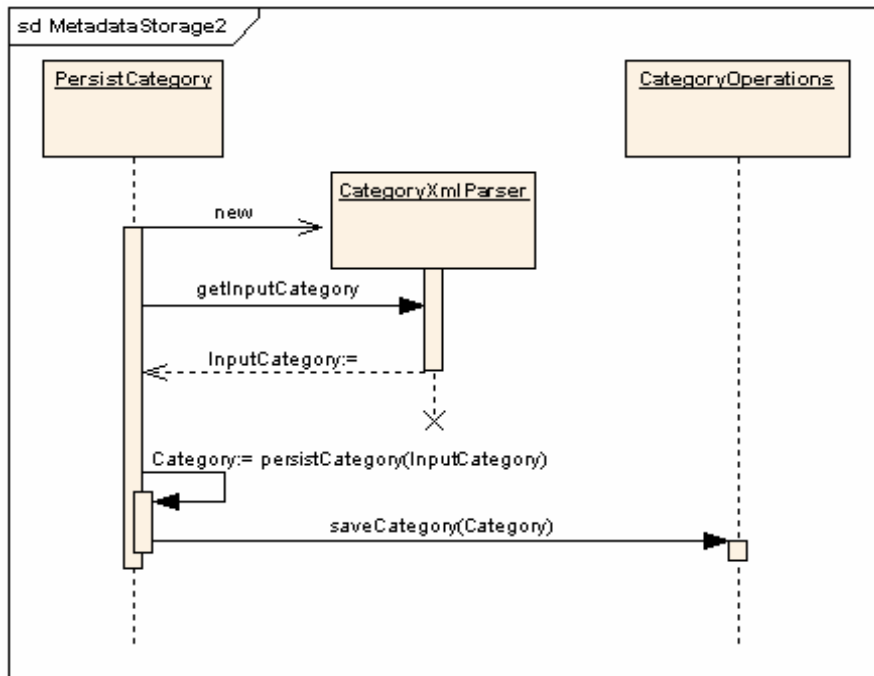 sd MetadataStorage2
PersistCategory
CategoryOperations
CategoryXmlParser
new
getInputCategory
InputCategory:=
Category:= persistCategory(InputCategory)
saveCategory(Category)